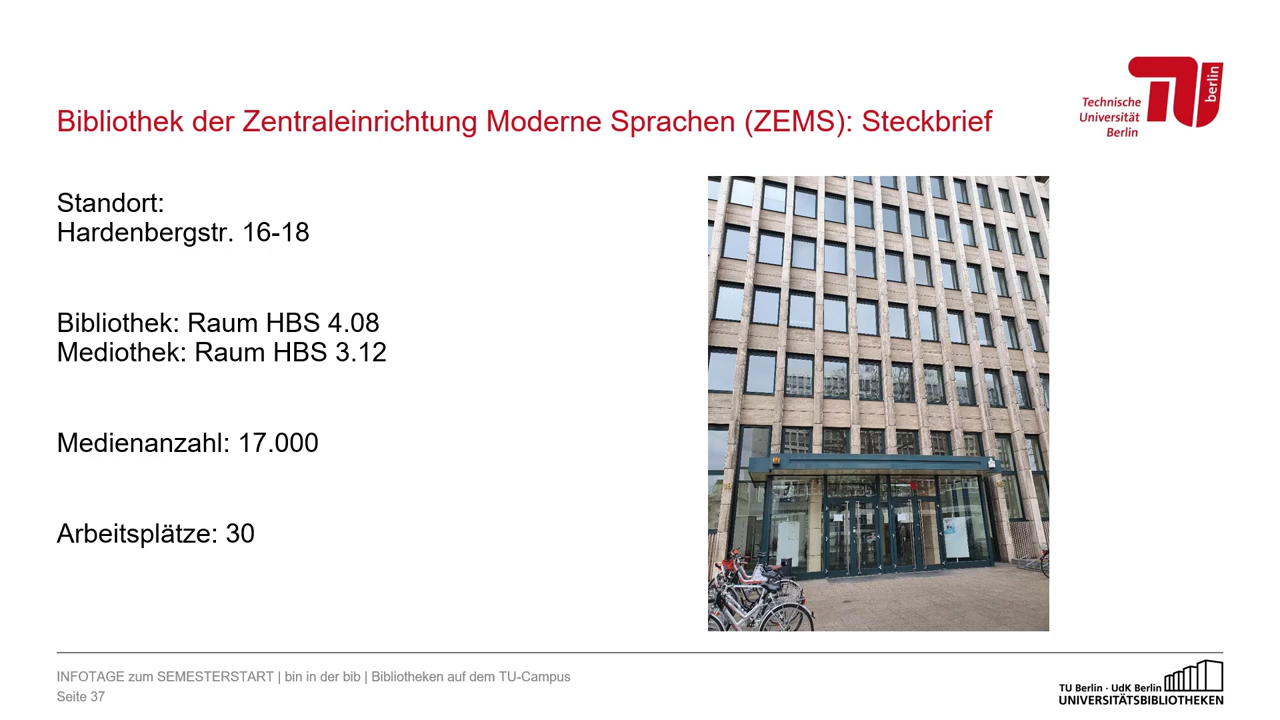 Technische
Universität
Berlin
berlin
Bibliothek der Zentraleinrichtung Moderne Sprachen (ZEMS): Steckbrief
Standort:
Hardenbergstr. 16-18
Bibliothek: Raum HBS 4.08
Mediothek: Raum HBS 3.12
Medienanzahl: 17.000
Arbeitsplätze: 30
INFOTAGE zum SEMESTERSTART | bin in der bib | Bibliotheken auf dem TU-Campus
Seite 37
TU Berlin · UdK Berlin
UNIVERSITÄTSBIBLIOTHEKEN